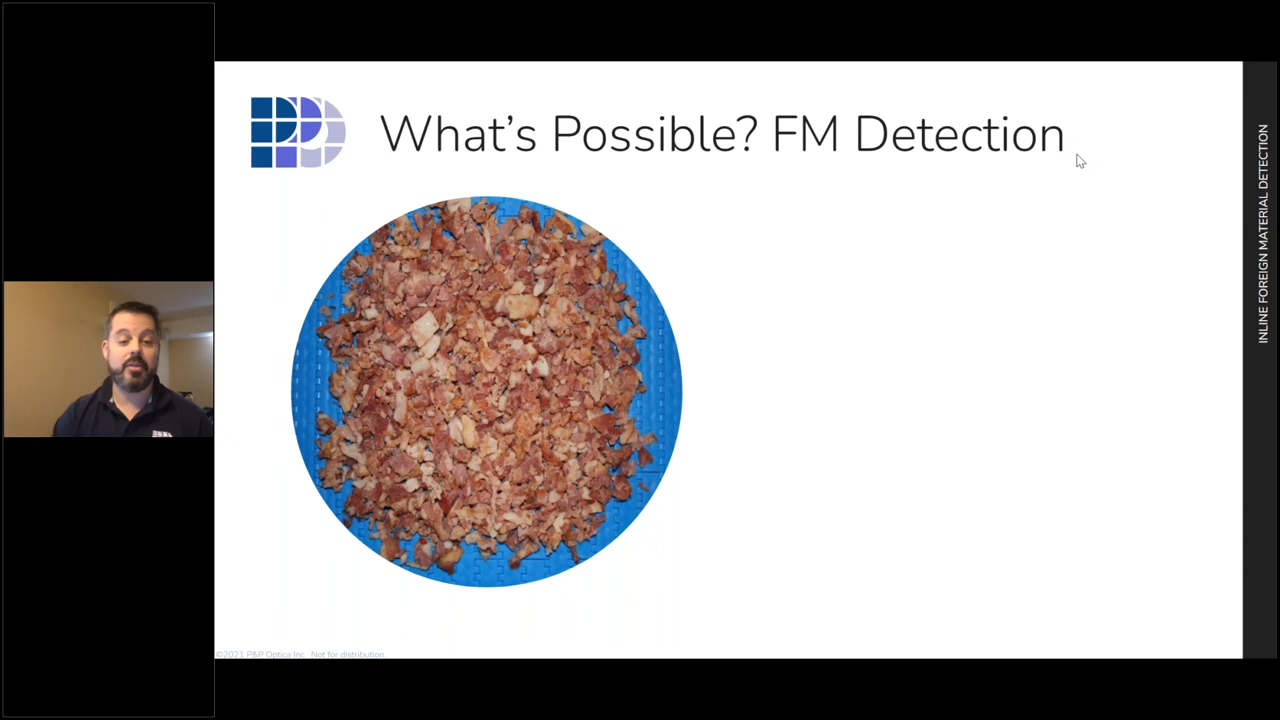 What's Possible? FM Detection
INLINE FOREIGN MATERIAL DETECTION
©2021 P&P Optica Inc. Not for distribution.